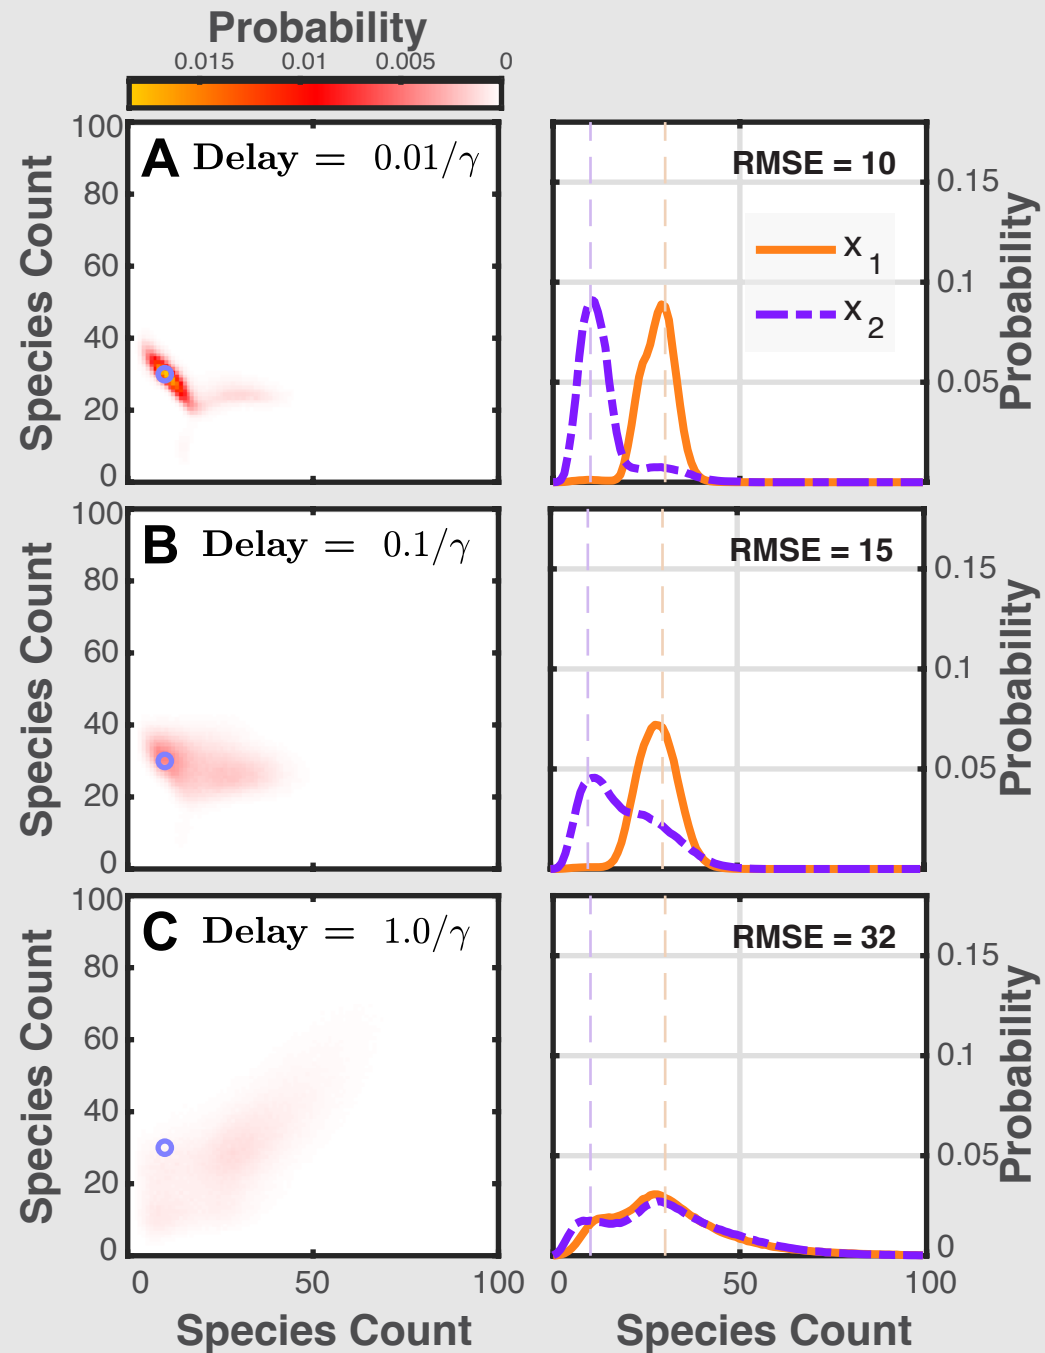 Probability
0.015 0.01 0.005 0
A Delay = 0.01/γ
100
80
60
40
20
0
Species Count
RMSE = 10
x1
x2
0.15
0.1
0.05
Probability
B Delay = 0.1/γ
100
80
60
40
20
0
Species Count
RMSE = 15
0.15
0.1
0.05
Probability
C Delay = 1.0/γ
100
80
60
40
20
0
Species Count
0 50 100
Species Count
RMSE = 32
0.15
0.1
0.05
0
Probability
0 50 100
Species Count